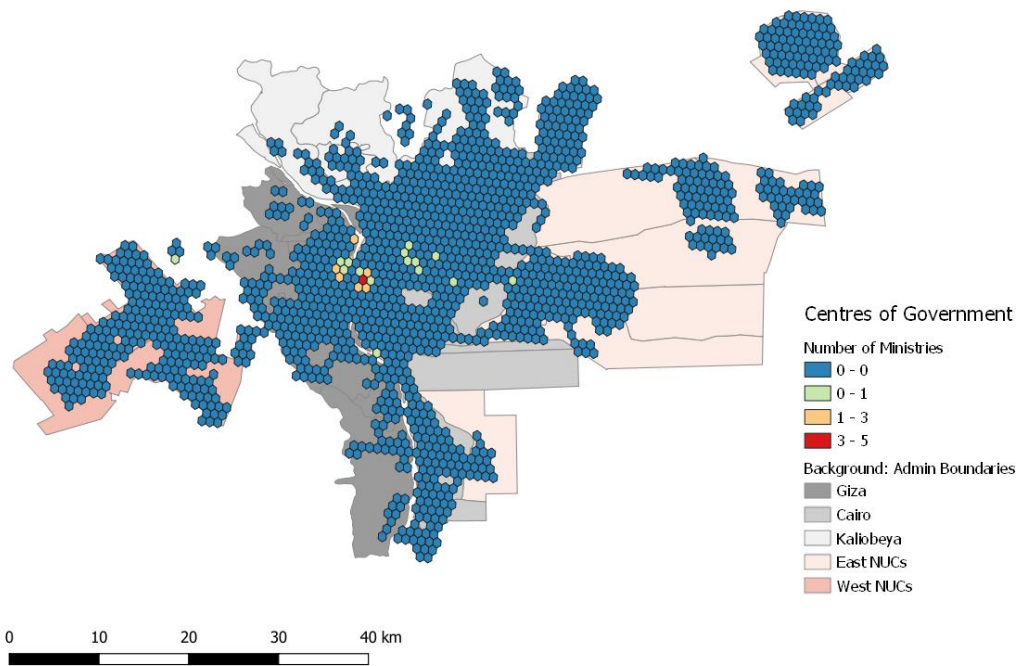 Centres of Government
Number of Ministries
0 - 0
0 - 1
1 - 3
3 - 5
Background: Admin Boundaries
Giza
Cairo
Kaliobeya
East NUCs
West NUCs
0 10 20 30 40 km